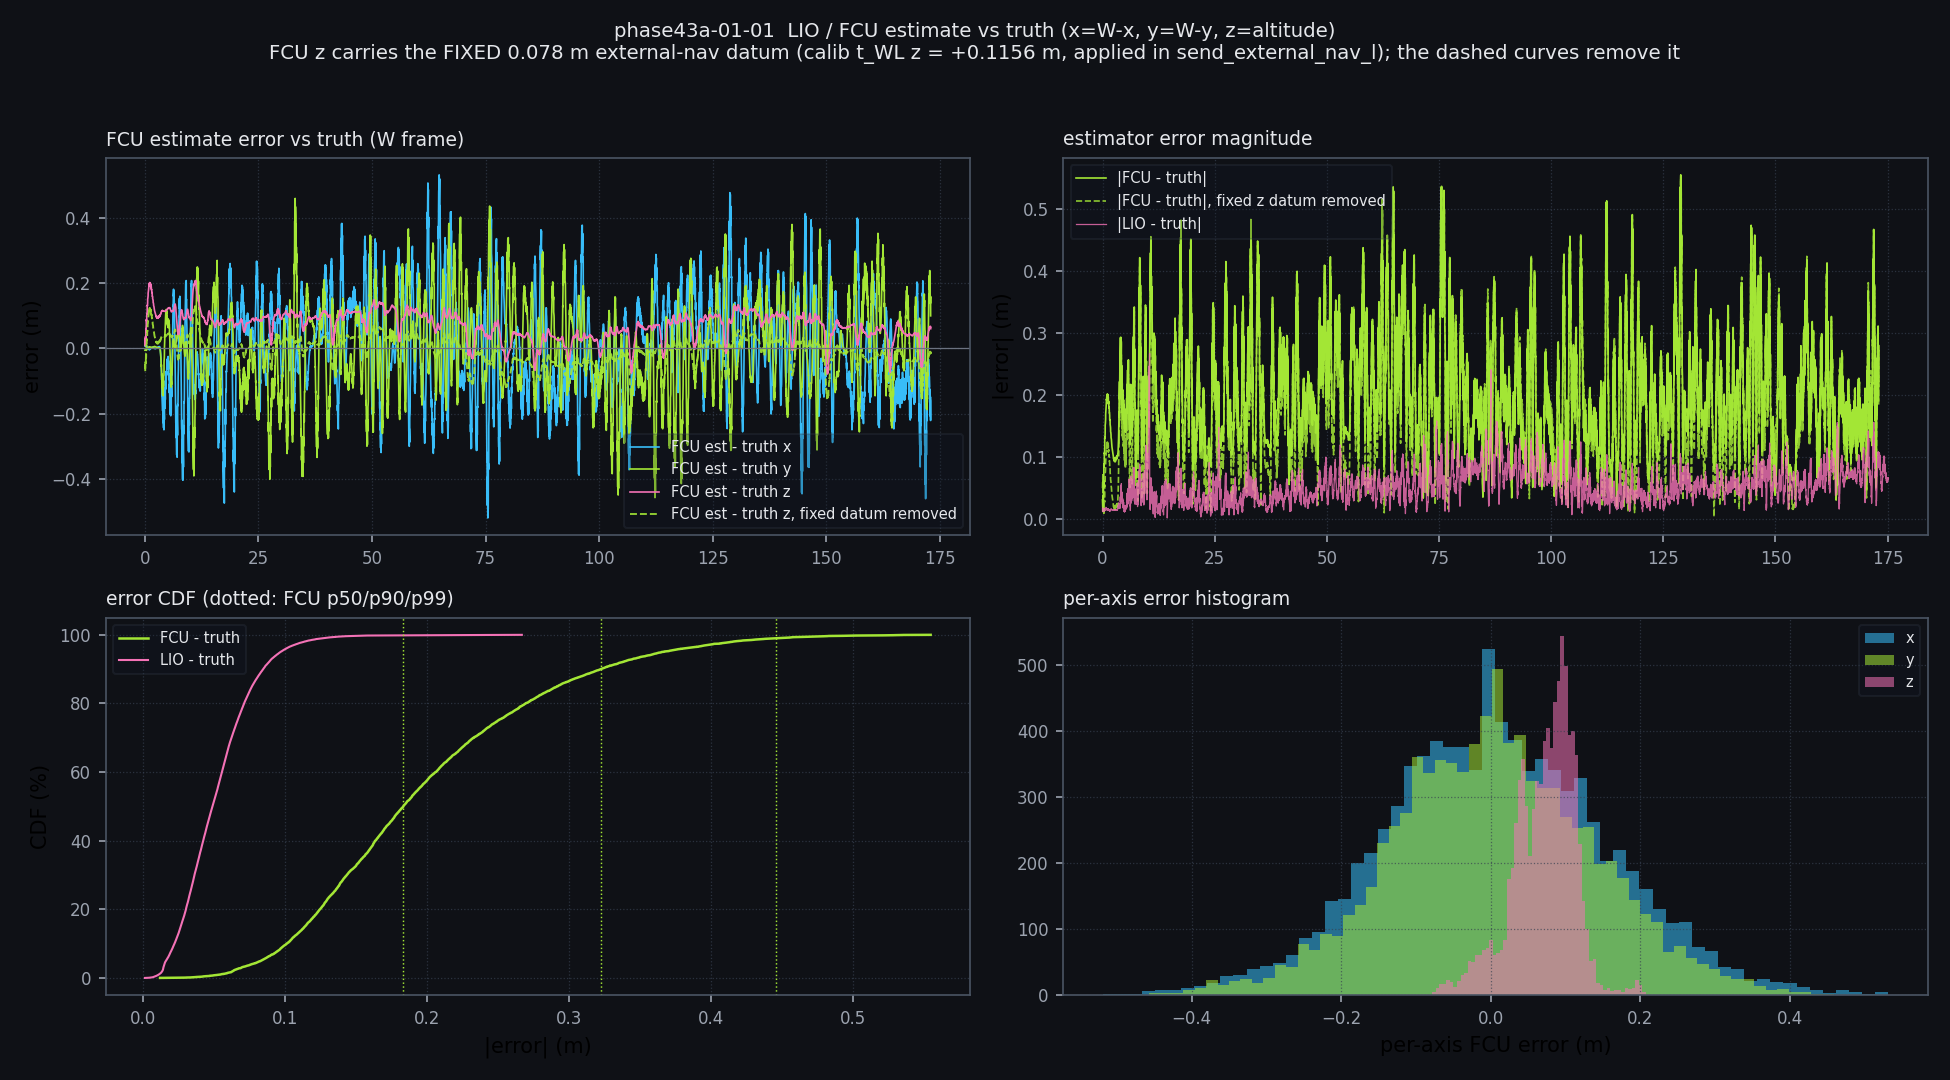 phase43a-01-01  LIO / FCU estimate vs truth (x=W-x, y=W-y, z=altitude)
FCU z carries the FIXED 0.078 m external-nav datum (calib t_WL z = +0.1156 m, applied in send_external_nav_l); the dashed curves remove it
FCU estimate error vs truth (W frame)
error (m)
0.4
0.2
0.0
−0.2
−0.4
FCU est - truth x
FCU est - truth y
FCU est - truth z
FCU est - truth z, fixed datum removed
0 25 50 75 100 125 150 175
estimator error magnitude
|error| (m)
0.5
0.4
0.3
0.2
0.1
0.0
|FCU - truth|
|FCU - truth|, fixed z datum removed
|LIO - truth|
0 25 50 75 100 125 150 175
error CDF (dotted: FCU p50/p90/p99)
CDF (%)
100
80
60
40
20
0
FCU - truth
LIO - truth
0.0 0.1 0.2 0.3 0.4 0.5
|error| (m)
per-axis error histogram
500
400
300
200
100
0
x
y
z
−0.4 −0.2 0.0 0.2 0.4
per-axis FCU error (m)